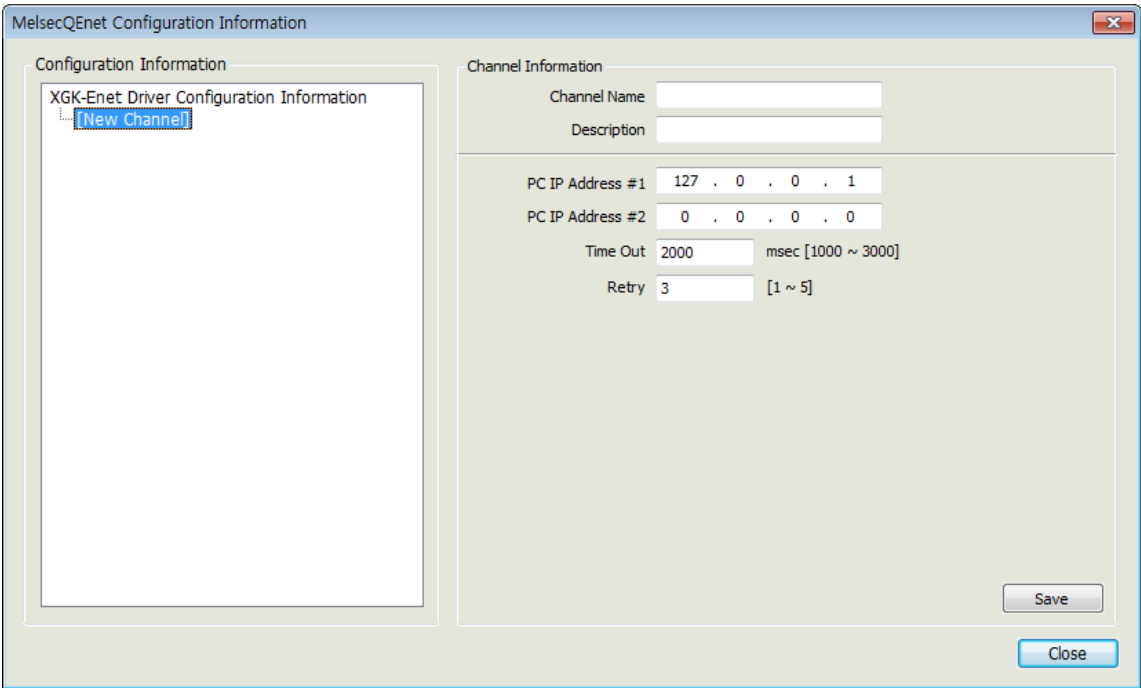 MelsecQEnet Configuration Information
Configuration Information
XGK-Enet Driver Configuration Information
[New Channel]
Channel Information
Channel Name
Description
PC IP Address #1 127 . 0 . 0 . 1
PC IP Address #2 0 . 0 . 0 . 0
Time Out 2000 msec [1000 ~ 3000]
Retry 3 [1 ~ 5]
Save
Close